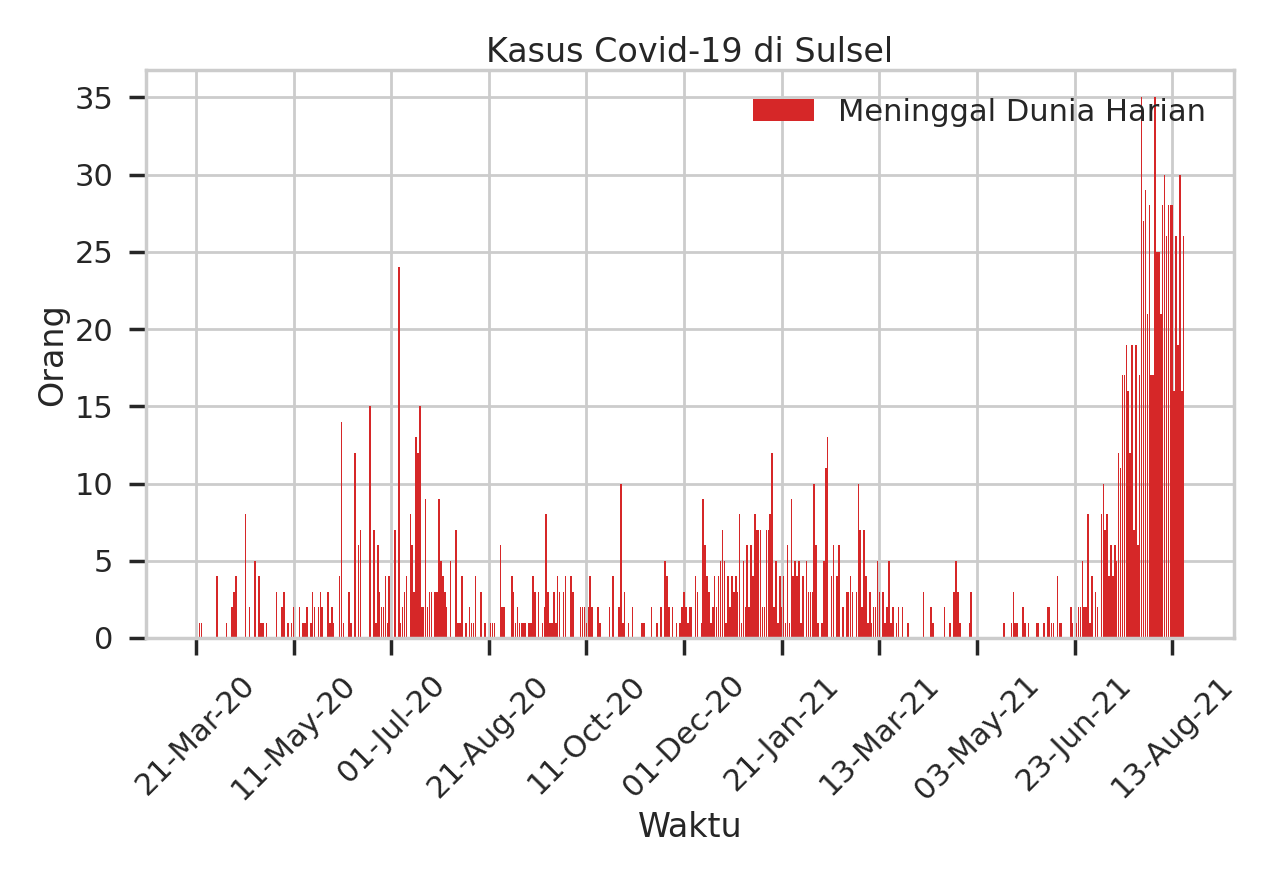 Kasus Covid-19 di Sulsel
Meninggal Dunia Harian
Orang
35
30
25
20
15
10
5
0
21-Mar-20
11-May-20
01-Jul-20
21-Aug-20
11-Oct-20
01-Dec-20
21-Jan-21
13-Mar-21
03-May-21
23-Jun-21
13-Aug-21
Waktu